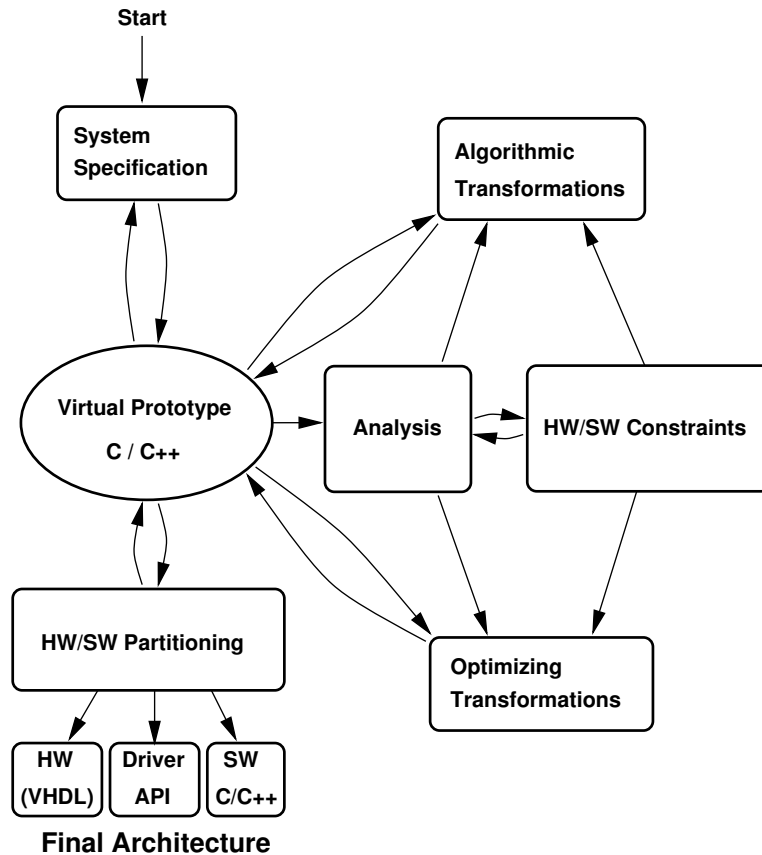 Start
System
Specification
Algorithmic
Transformations
Virtual Prototype
C / C++
Analysis
HW/SW Constraints
HW/SW Partitioning
Optimizing
Transformations
HW
(VHDL)
Driver
API
SW
C/C++
Final Architecture